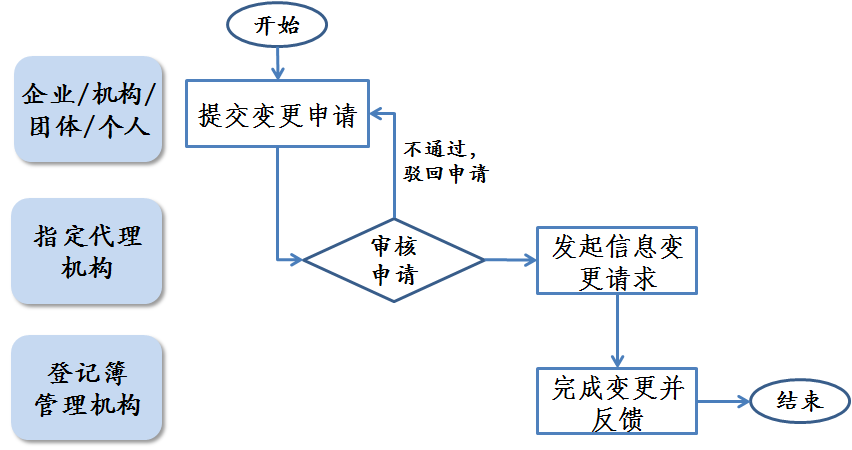 开始
企业/机构/
团体/个人
提交变更申请
不通过，
驳回申请
指定代理
机构
审核
申请
发起信息变
更请求
登记簿
管理机构
完成变更并
反馈
结束